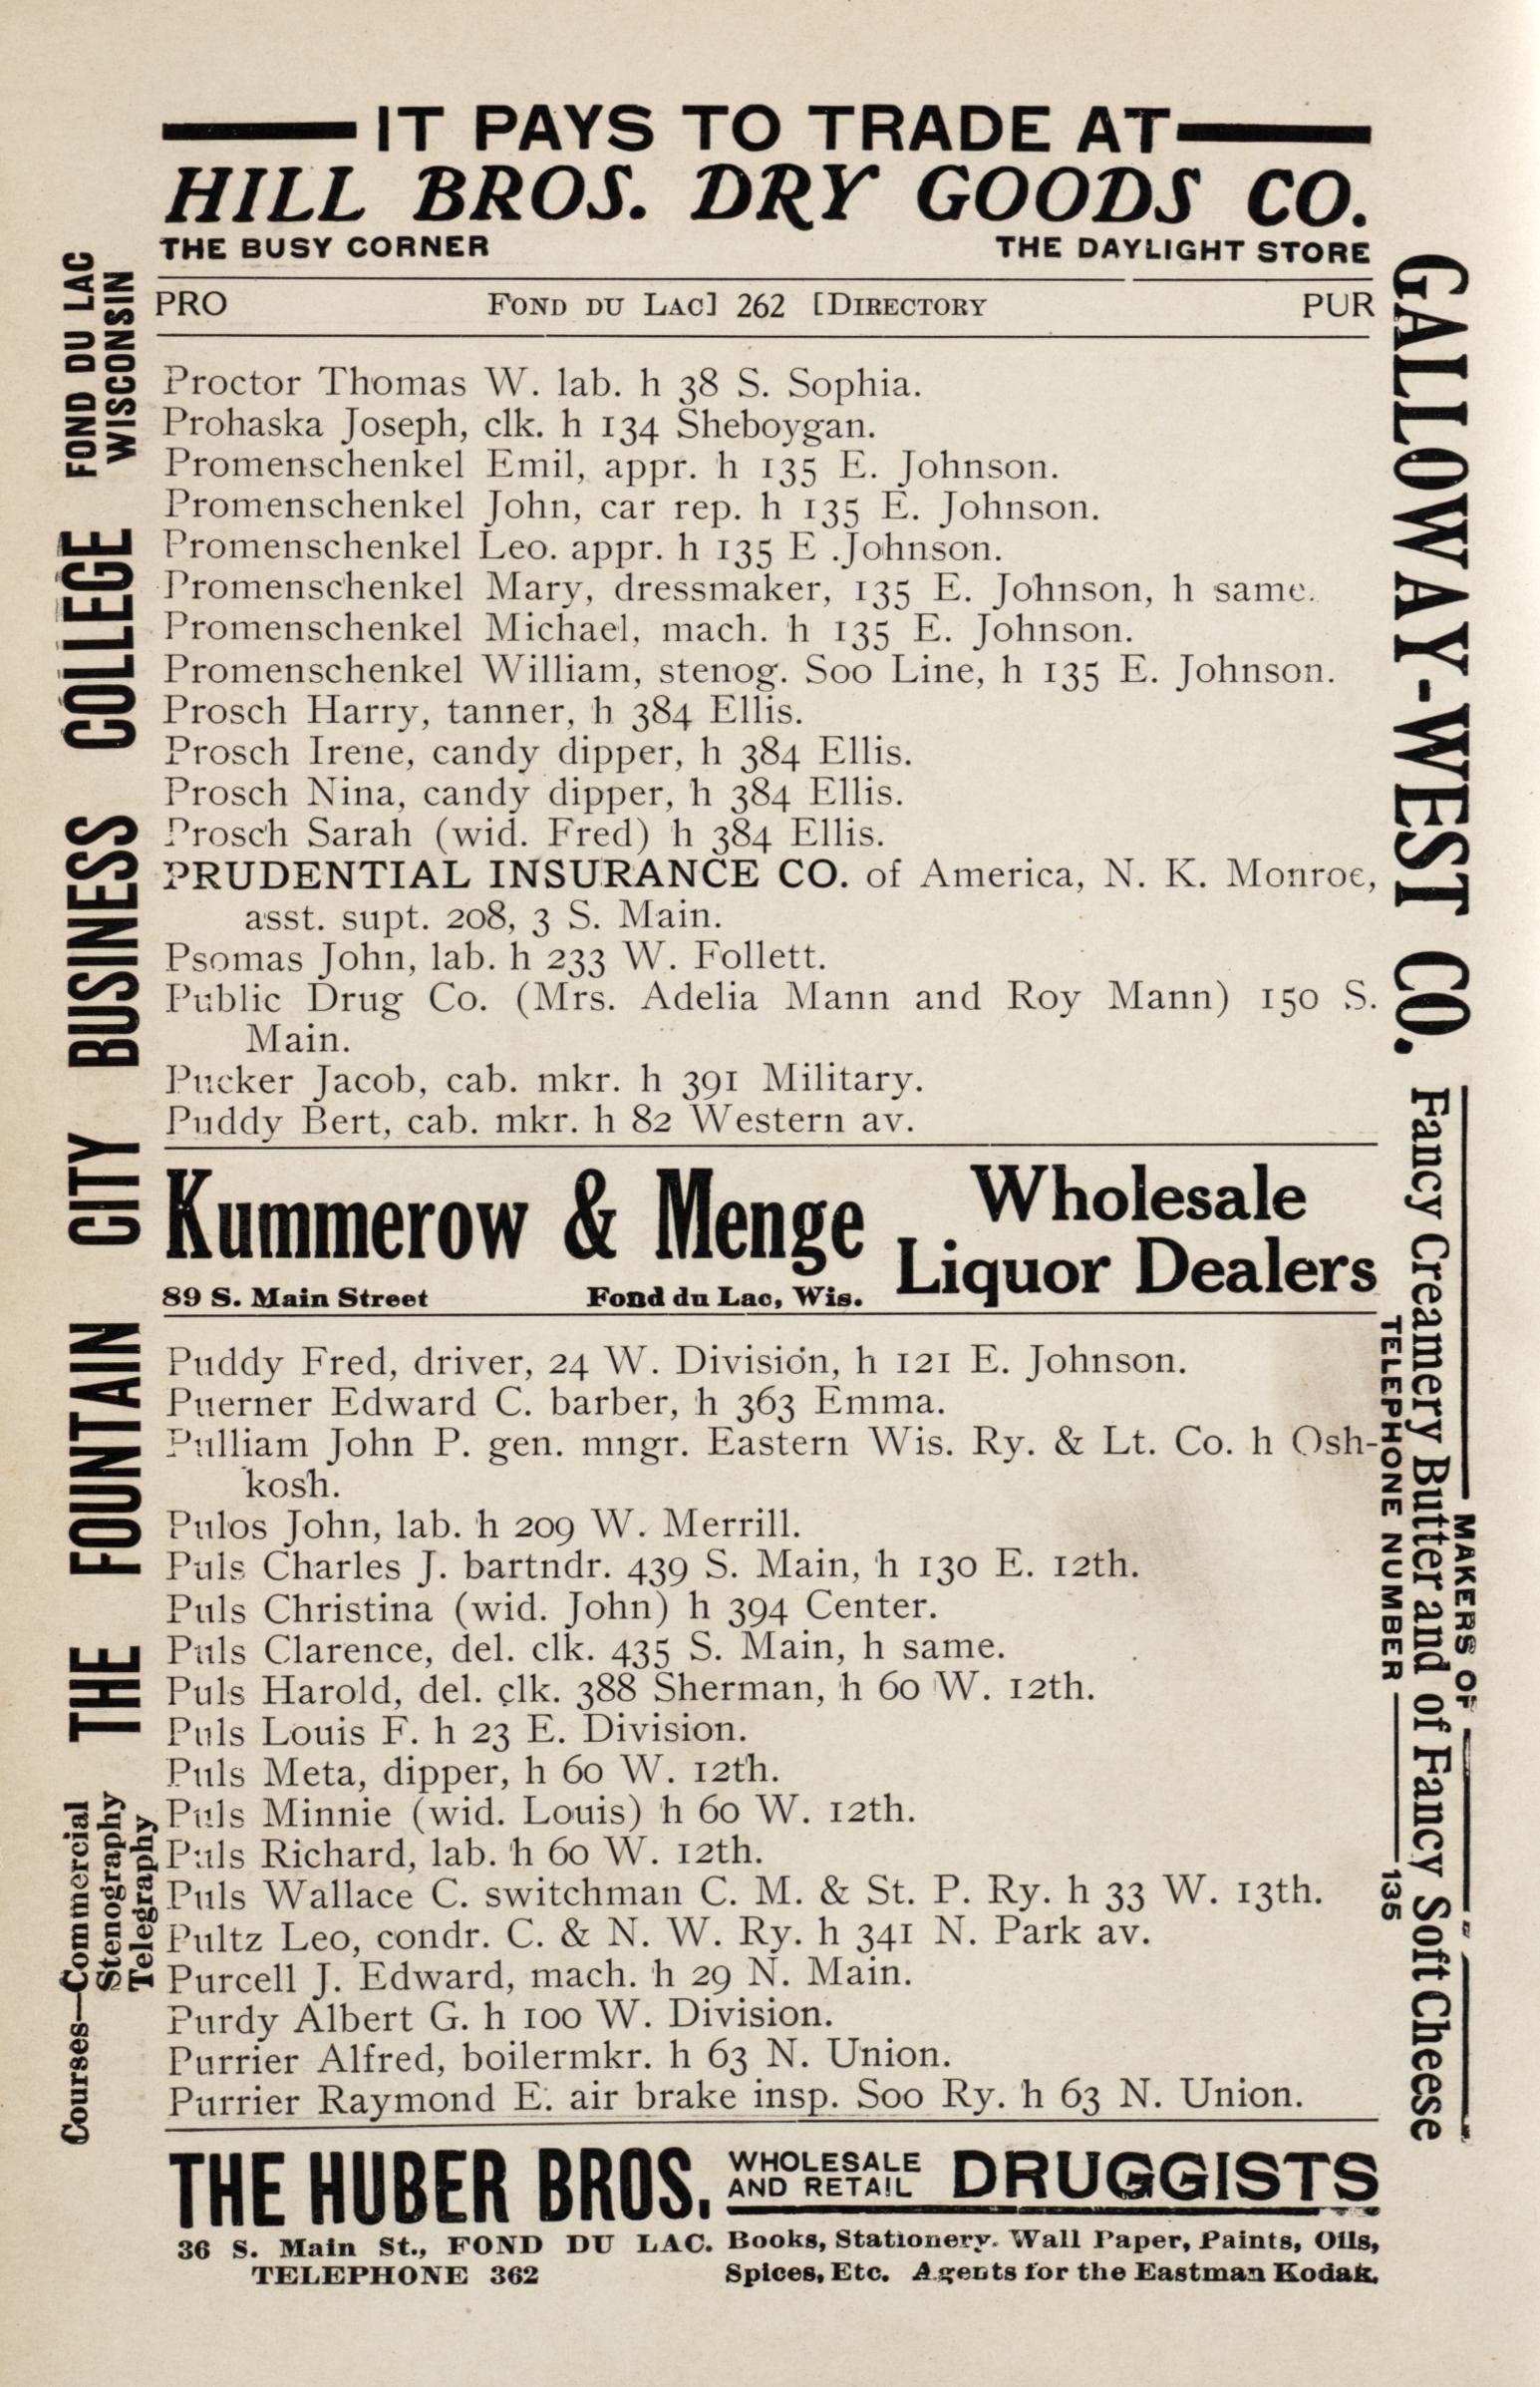 IT PAYS TO TRADE AT
HILL BROS. DRY GOODS CO.
THE BUSY CORNER THE DAYLIGHT STORE
PRO FOND DU LAC] 262 [DIRECTORY PUR
Proctor Thomas W. lab. h 38 S. Sophia.
Prohaska Joseph, clk. h 134 Sheboygan.
Promenschenkel Emil, appr. h 135 E. Johnson.
Promenschenkel John, car rep. h 135 E. Johnson.
Promenschenkel Leo. appr. h 135 E .Johnson.
Promenschenkel Mary, dressmaker, 135 E. Johnson, h same.
Promenschenkel Michael, mach. h 135 E. Johnson.
Promenschenkel William, stenog. Soo Line, h 135 E. Johnson.
Prosch Harry, tanner, h 384 Ellis.
Prosch Irene, candy dipper, h 384 Ellis.
Prosch Nina, candy dipper, h 384 Ellis.
Prosch Sarah (wid. Fred) h 384 Ellis.
PRUDENTIAL INSURANCE CO. of America, N. K. Monroe,
asst. supt. 208, 3 S. Main.
Psomas John, lab. h 233 W. Follett.
Public Drug Co. (Mrs. Adelia Mann and Roy Mann) 150 S.
Main.
Pucker Jacob, cab. mkr. h 391 Military.
Puddy Bert, cab. mkr. h 82 Western av.
Kummerow & Menge Wholesale
Liquor Dealers
89 S. Main Street Fond du Lac, Wis.
Puddy Fred, driver, 24 W. Division, h 121 E. Johnson.
Puerner Edward C. barber, h 363 Emma.
Pulliam John P. gen. mngr. Eastern Wis. Ry. & Lt. Co. h Osh-
kosh.
Pulos John, lab. h 209 W. Merrill.
Puls Charles J. bartndr. 439 S. Main, h 130 E. 12th.
Puls Christina (wid. John) h 394 Center.
Puls Clarence, del. clk. 435 S. Main, h same.
Puls Harold, del. clk. 388 Sherman, h 60 W. 12th.
Puls Louis F. h 23 E. Division.
Puls Meta, dipper, h 60 W. 12th.
Puls Minnie (wid. Louis) h 60 W. 12th.
Puls Richard, lab. h 60 W. 12th.
Puls Wallace C. switchman C. M. & St. P. Ry. h 33 W. 13th.
Pultz Leo, condr. C. & N. W. Ry. h 341 N. Park av.
Purcell J. Edward, mach. h 29 N. Main.
Purdy Albert G. h 100 W. Division.
Purrier Alfred, boilermkr. h 63 N. Union.
Purrier Raymond E. air brake insp. Soo Ry. h 63 N. Union.
THE HUBER BROS. WHOLESALE AND RETAIL DRUGGISTS
36 S. Main St., FOND DU LAC. Books, Stationery. Wall Paper, Paints, Oils,
TELEPHONE 362 Spices, Etc. Agents for the Eastman Kodak.
THE FOUNTAIN CITY BUSINESS COLLEGE
FOND DU LAC
WISCONSIN
Courses—Commercial
Stenography
Telegraphy
GALLOWAY-WEST CO.
MAKERS OF
Fancy Creamery Butter and of Fancy Soft Cheese
TELEPHONE NUMBER 135